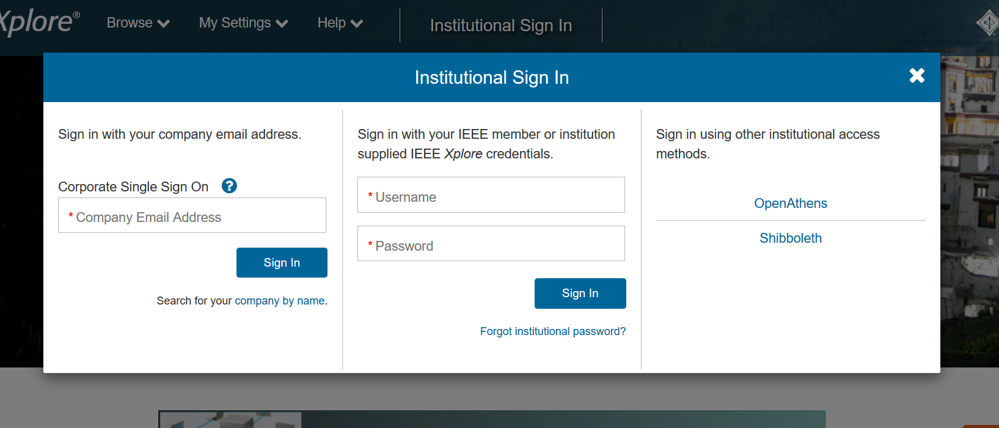 Xplore®
Browse
My Settings
Help
Institutional Sign In
Institutional Sign In
Sign in with your company email address.
Corporate Single Sign On ?
* Company Email Address
Sign In
Search for your company by name.
Sign in with your IEEE member or institution
supplied IEEE Xplore credentials.
* Username
* Password
Sign In
Forgot institutional password?
Sign in using other institutional access
methods.
OpenAthens
Shibboleth